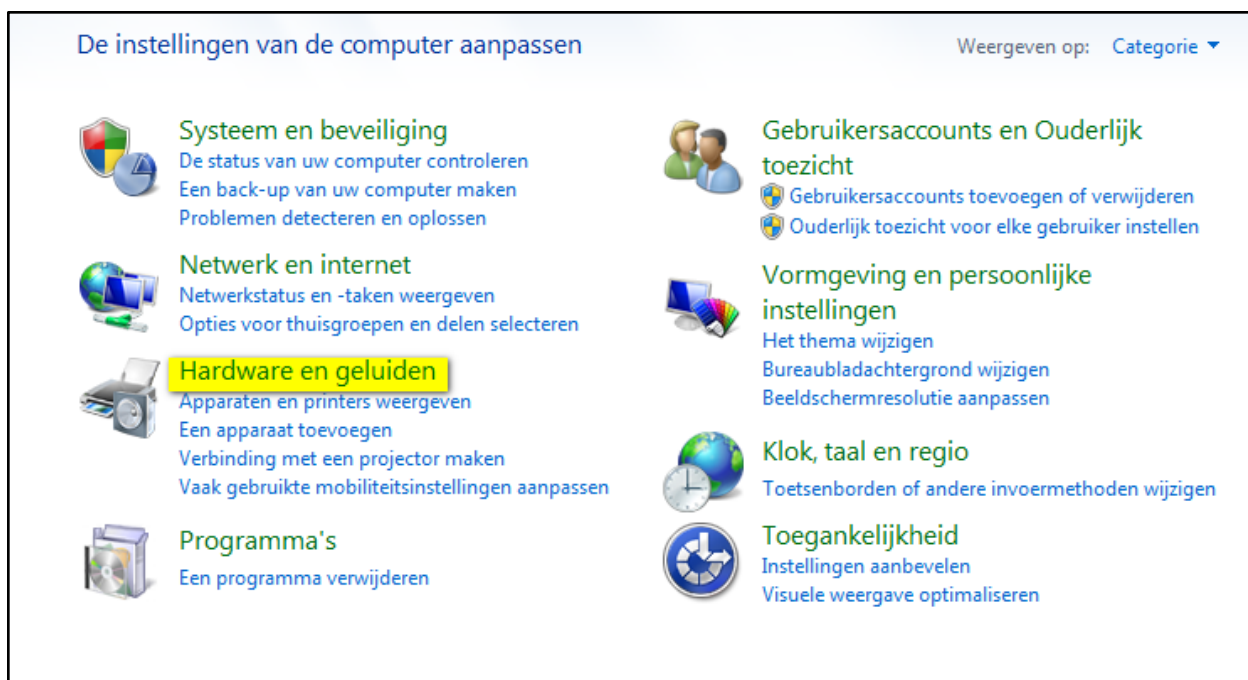 De instellingen van de computer aanpassen
Weergeven op: Categorie
Systeem en beveiliging
De status van uw computer controleren
Een back-up van uw computer maken
Problemen detecteren en oplossen
Netwerk en internet
Netwerkstatus en -taken weergeven
Opties voor thuisgroepen en delen selecteren
Hardware en geluiden
Apparaten en printers weergeven
Een apparaat toevoegen
Verbinding met een projector maken
Vaak gebruikte mobiliteitsinstellingen aanpassen
Programma's
Een programma verwijderen
Gebruikersaccounts en Ouderlijk
toezicht
Gebruikersaccounts toevoegen of verwijderen
Ouderlijk toezicht voor elke gebruiker instellen
Vormgeving en persoonlijke
instellingen
Het thema wijzigen
Bureaubladachtergrond wijzigen
Beeldschermresolutie aanpassen
Klok, taal en regio
Toetsenborden of andere invoermethoden wijzigen
Toegankelijkheid
Instellingen aanbevelen
Visuele weergave optimaliseren